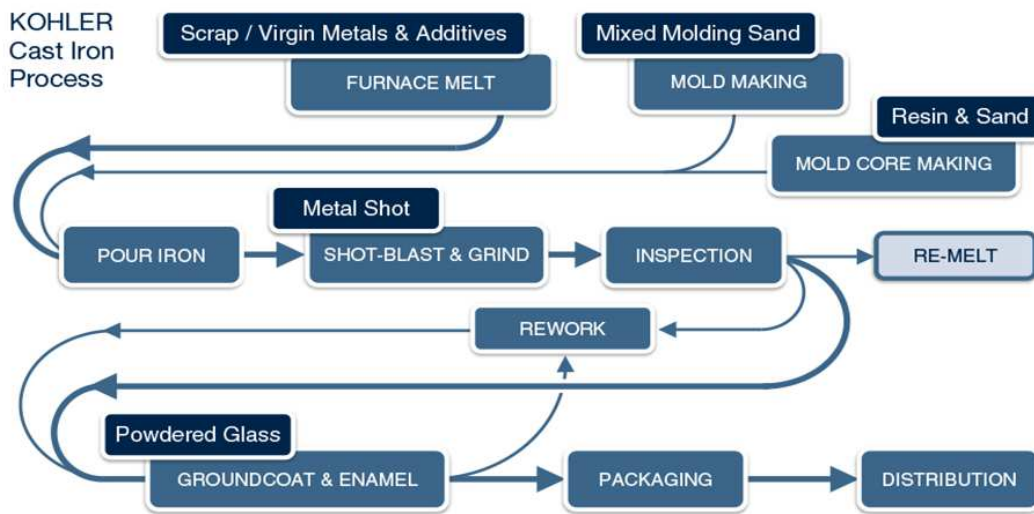 KOHLER
Cast Iron
Process
Scrap / Virgin Metals & Additives
FURNACE MELT
Mixed Molding Sand
MOLD MAKING
Resin & Sand
MOLD CORE MAKING
Metal Shot
POUR IRON
SHOT-BLAST & GRIND
INSPECTION
RE-MELT
REWORK
Powdered Glass
GROUNDCOAT & ENAMEL
PACKAGING
DISTRIBUTION